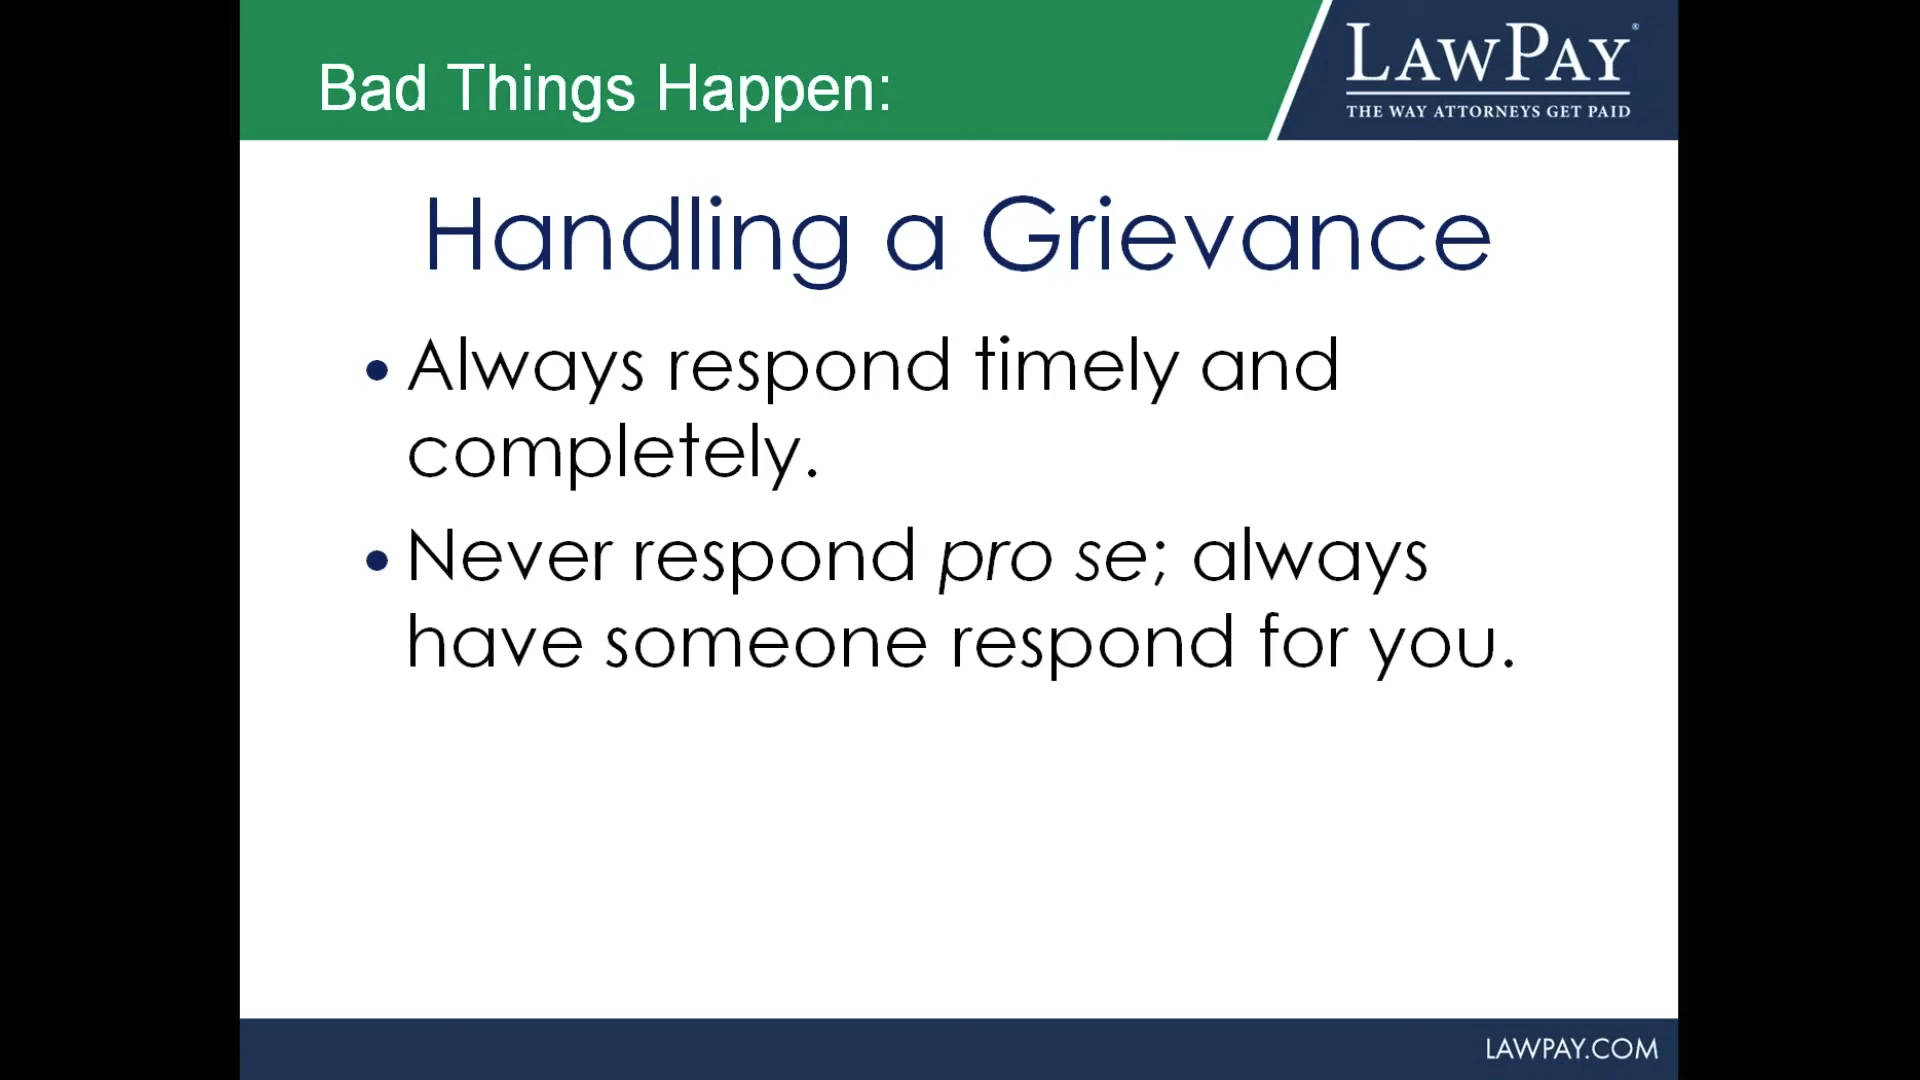 Bad Things Happen:
LAWPAY®
THE WAY ATTORNEYS GET PAID
Handling a Grievance
• Always respond timely and
completely.
• Never respond pro se; always
have someone respond for you.
LAWPAY.COM